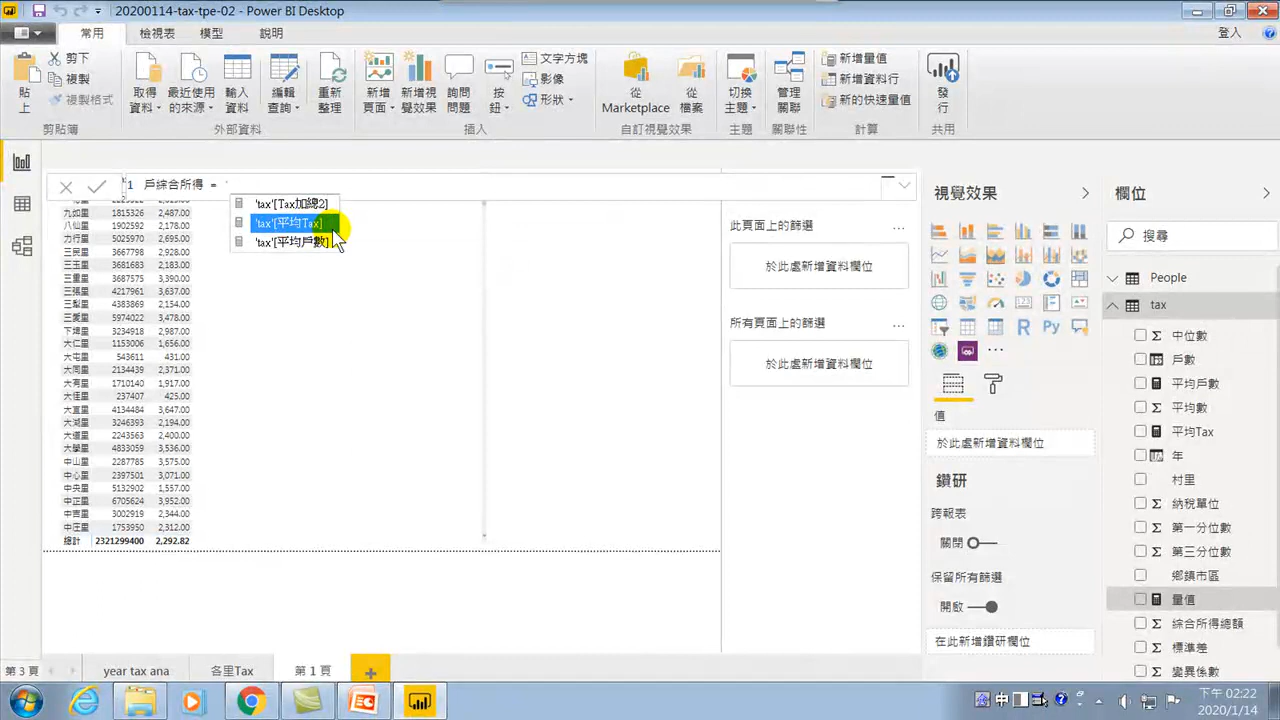 20200114-tax-tpe-02 - Power BI Desktop
常用 檢視表 模型 說明 登入
貼上 剪下 複製 複製格式
取得資料 最近使用的來源 輸入資料 編輯查詢 重新整理
新增頁面 新增視覺效果 詢問問題 按鈕 文字方塊 影像 形狀
從 Marketplace 從檔案 切換主題 管理關聯 新增量值 新增資料行 新的快速量值 發行
剪貼簿 外部資料 插入 自訂視覺效果 主題 關聯性 計算 共用
1 戶綜合所得 = '
'tax'[Tax加總2]
'tax'[平均Tax]
'tax'[平均戶數]
九如里 1815326 2,487.00
八仙里 1902592 2,178.00
力行里 5025970 2,695.00
三民里 3667798 2,928.00
三玉里 3681683 2,183.00
三重里 3687575 3,390.00
三張里 4217961 3,637.00
三犁里 4383869 2,154.00
三愛里 5974022 3,478.00
下埤里 3234918 2,987.00
大仁里 1153006 1,656.00
大屯里 543611 431.00
大同里 2134439 2,371.00
大有里 1710140 1,917.00
大佳里 237407 425.00
大直里 4134484 3,647.00
大湖里 3246393 2,194.00
大道里 2243563 2,400.00
大學里 4833059 3,536.00
中山里 2287785 3,575.00
中心里 2397501 3,071.00
中央里 5132902 1,557.00
中正里 6705624 3,952.00
中吉里 3002919 2,344.00
中庄里 1753950 2,312.00
總計 2321299400 2,292.82
此頁面上的篩選 ...
於此處新增資料欄位
所有頁面上的篩選 ...
於此處新增資料欄位
視覺效果
R Py
值
於此處新增資料欄位
鑽研
跨報表
關閉
保留所有篩選
開啟
在此新增鑽研欄位
欄位
搜尋
People
tax
中位數
戶數
平均戶數
平均數
平均Tax
年
村里
納稅單位
第一分位數
第三分位數
鄉鎮市區
量值
綜合所得總額
標準差
變異係數
第 3 頁 year tax ana 各里Tax 第 1 頁
中
下午 02:22
2020/1/14